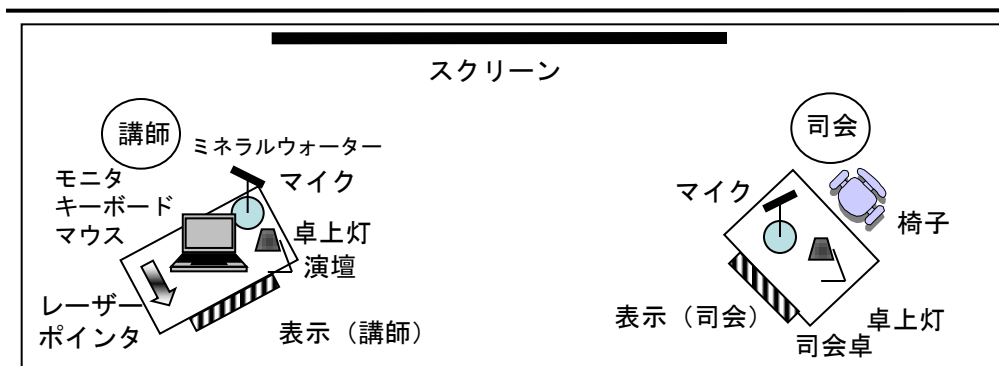 スクリーン
講師
ミネラルウォーター
モニタ
キーボード
マウス
マイク
卓上灯
演壇
レーザー
ポインタ
表示（講師）
司会
マイク
椅子
表示（司会）
卓上灯
司会卓